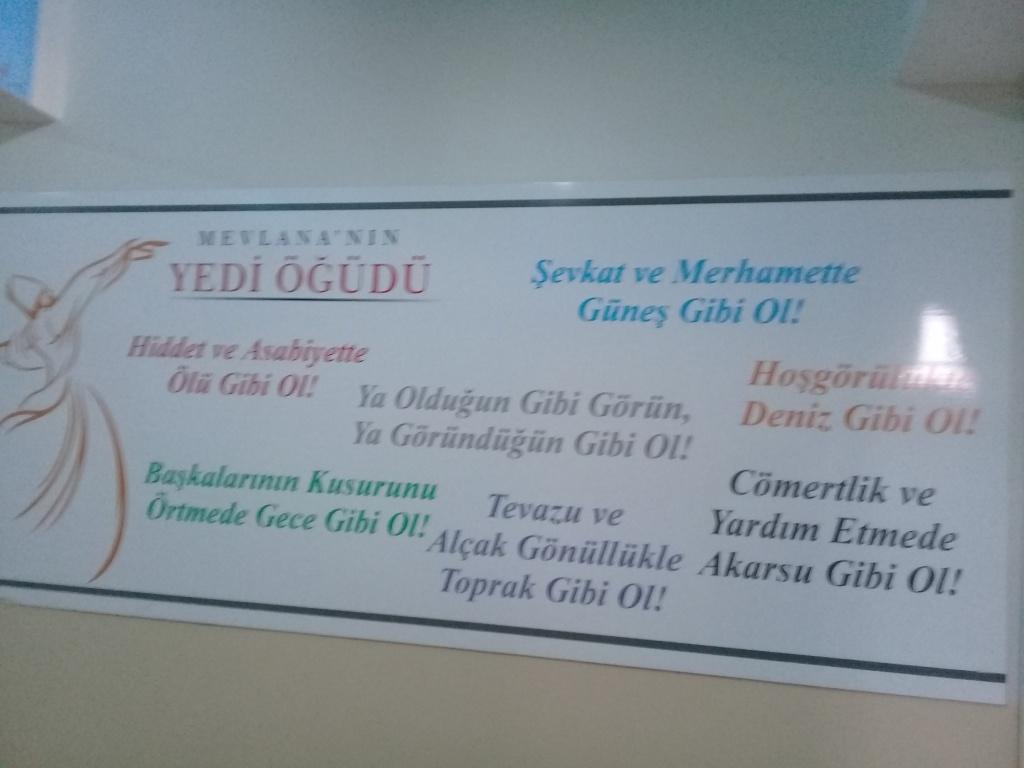 MEVLANA'NIN
YEDİ ÖĞÜDÜ
Şevkat ve Merhamette
Güneş Gibi Ol!
Hiddet ve Asabiyette
Ölü Gibi Ol!
Ya Olduğun Gibi Görün,
Ya Göründüğün Gibi Ol!
Hoşgörülükte
Deniz Gibi Ol!
Başkalarının Kusurunu
Örtmede Gece Gibi Ol!
Tevazu ve
Alçak Gönüllükle
Toprak Gibi Ol!
Cömertlik ve
Yardım Etmede
Akarsu Gibi Ol!